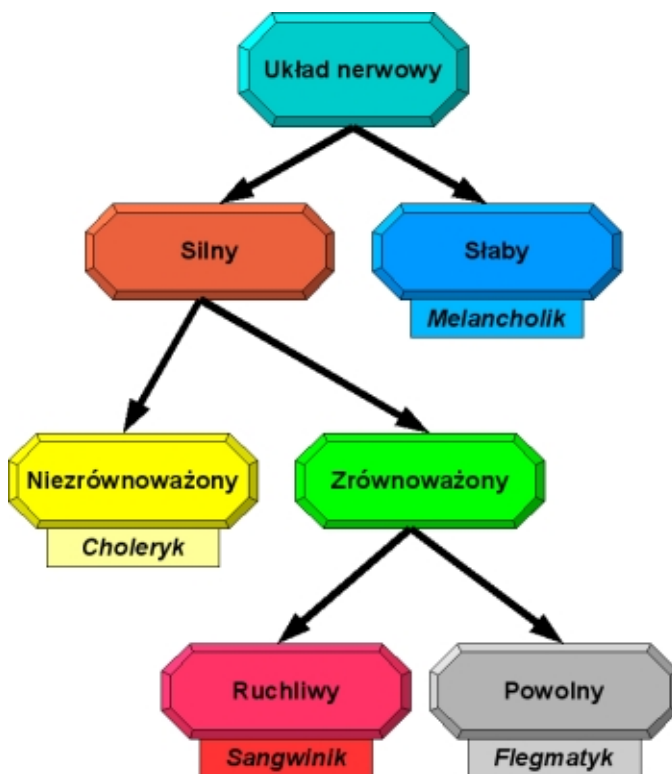 Układ nerwowy
Silny
Słaby
Melancholik
Niezrównoważony
Zrównoważony
Choleryk
Ruchliwy
Powolny
Sangwinik
Flegmatyk